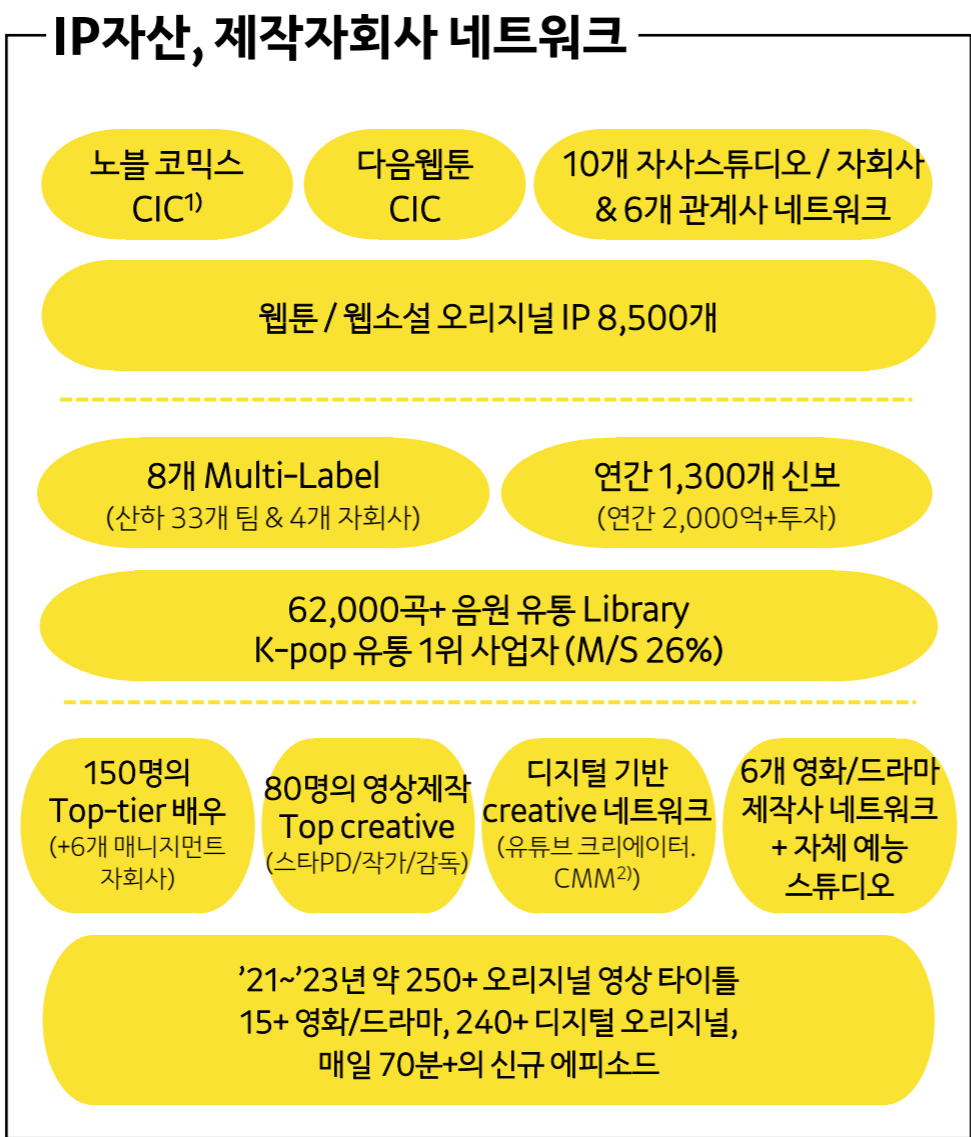 IP자산, 제작자회사 네트워크
노블 코믹스
CIC1)
다음웹툰
CIC
10개 자사스튜디오 / 자회사
& 6개 관계사 네트워크
웹툰 / 웹소설 오리지널 IP 8,500개
8개 Multi-Label
(산하 33개 팀 & 4개 자회사)
연간 1,300개 신보
(연간 2,000억+투자)
62,000곡+ 음원 유통 Library
K-pop 유통 1위 사업자 (M/S 26%)
150명의
Top-tier 배우
(+6개 매니지먼트
자회사)
80명의 영상제작
Top creative
(스타PD/작가/감독)
디지털 기반
creative 네트워크
(유튜브 크리에이터.
CMM2))
6개 영화/드라마
제작사 네트워크
+ 자체 예능
스튜디오
’21~’23년 약 250+ 오리지널 영상 타이틀
15+ 영화/드라마, 240+ 디지털 오리지널,
매일 70분+의 신규 에피소드